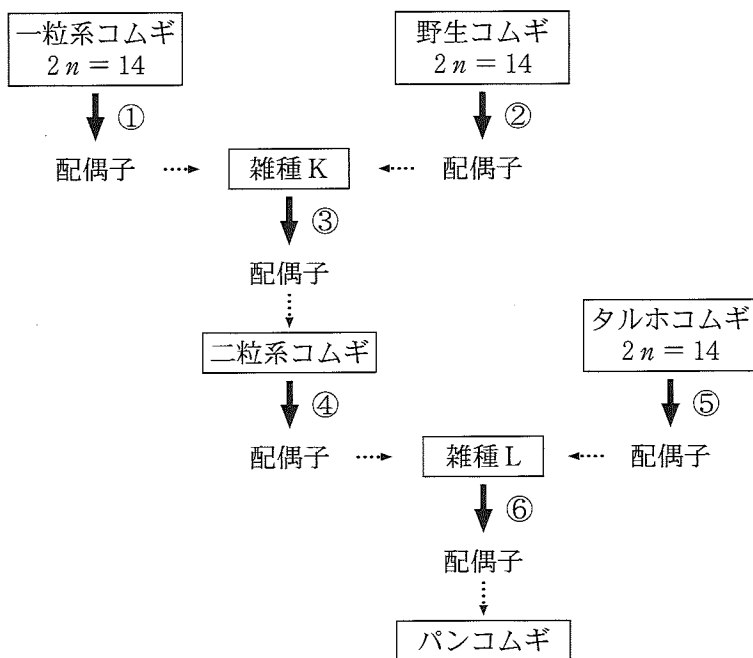 一粒系コムギ
2n = 14
野生コムギ
2n = 14
①
②
配偶子
雑種 K
配偶子
③
配偶子
二粒系コムギ
タルホコムギ
2n = 14
④
⑤
配偶子
雑種 L
配偶子
⑥
配偶子
パンコムギ